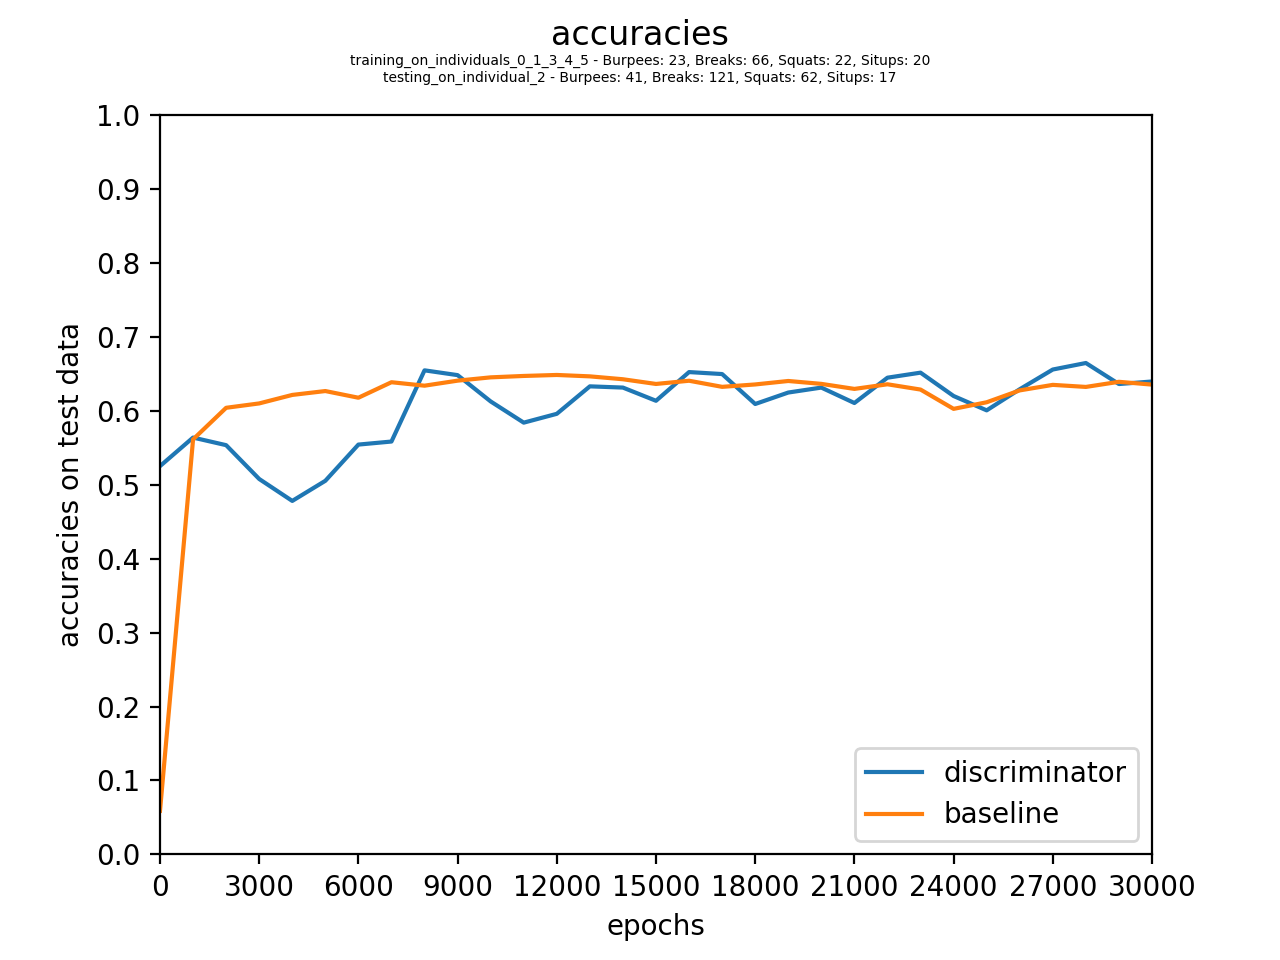 accuracies
training_on_individuals_0_1_3_4_5 - Burpees: 23, Breaks: 66, Squats: 22, Situps: 20
testing_on_individual_2 - Burpees: 41, Breaks: 121, Squats: 62, Situps: 17
1.0
0.9
0.8
0.7
0.6
0.5
0.4
0.3
0.2
0.1
0.0
accuracies on test data
discriminator
baseline
0 3000 6000 9000 12000 15000 18000 21000 24000 27000 30000
epochs